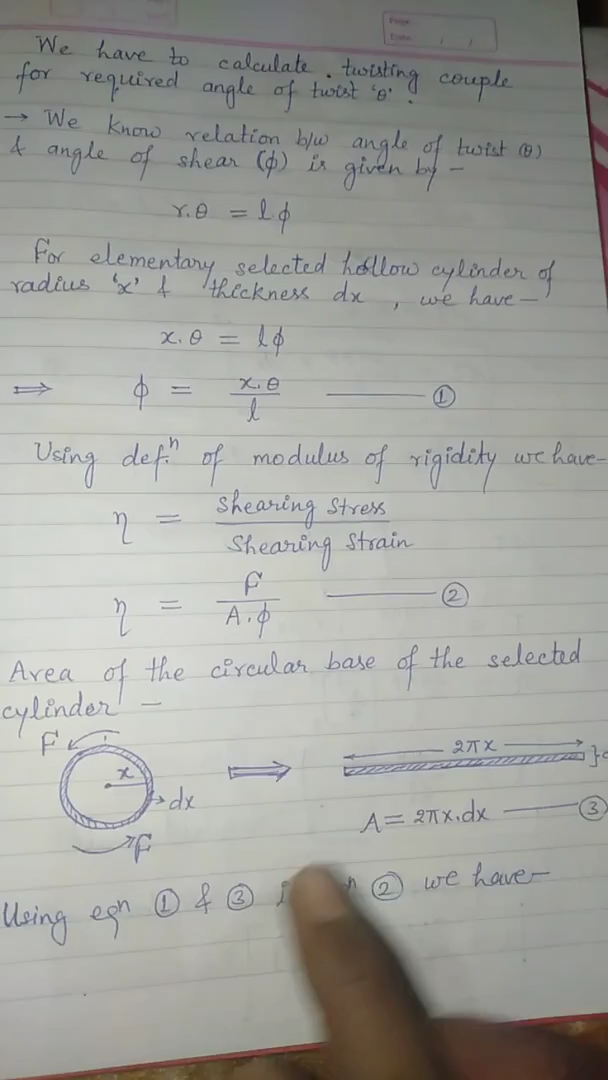 Page
Date
We have to calculate twisting couple
for required angle of twist 'θ'.
→ We know relation b/w angle of twist (θ)
& angle of shear (ϕ) is given by –
r.θ = l.ϕ
For elementary selected hollow cylinder of
radius 'x' & thickness dx, we have –
x.θ = lϕ
⟹ ϕ = x.θ / l ——— ①
Using defⁿ. of modulus of rigidity we have –
η = Shearing Stress / Shearing Strain
η = F / A.ϕ ——— ②
Area of the circular base of the selected
cylinder –
F
x
dx
F
⟹
2πx
A = 2πx.dx ——— ③
Using eqn ① & ③ ② we have –